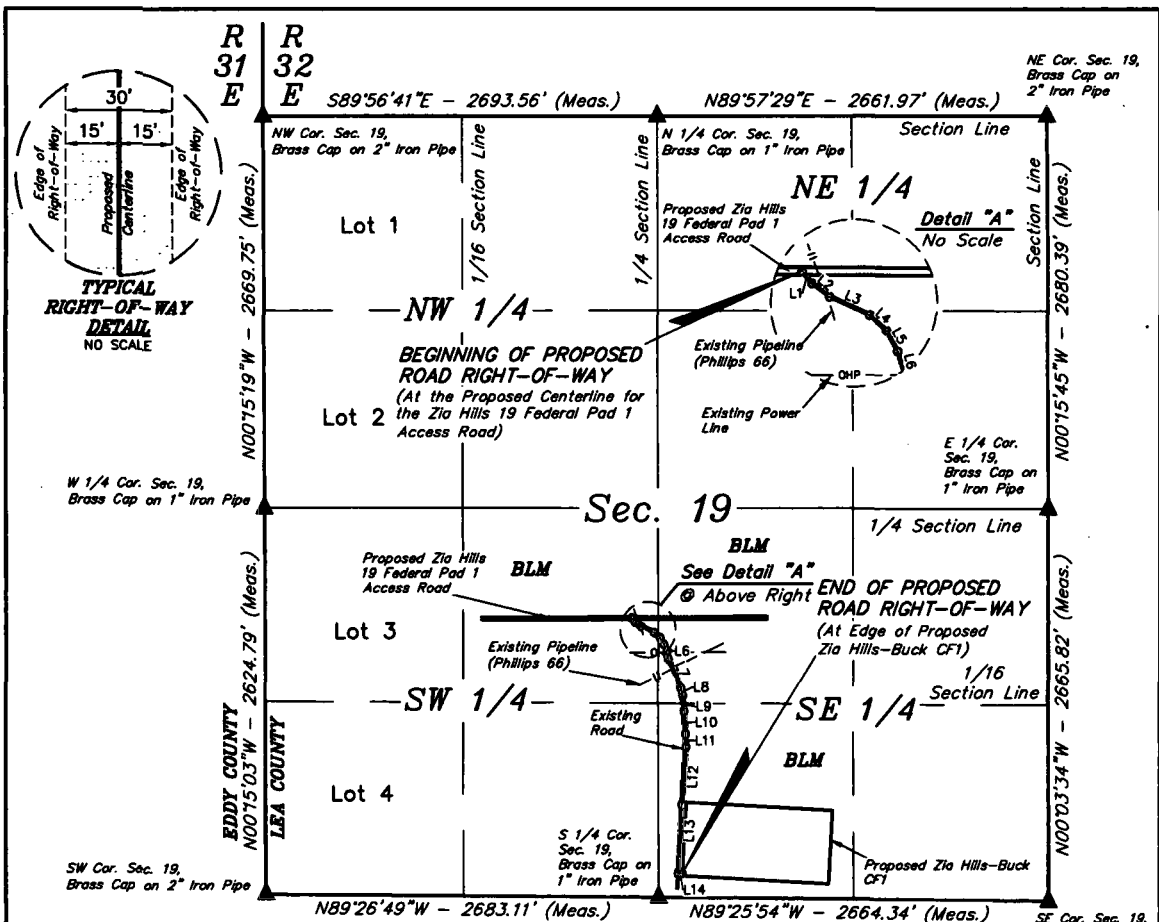 R R
31 32
E E
30'
15' 15'
Edge of
Right-of-Way
Proposed
Centerline
Edge of
Right-of-Way
TYPICAL
RIGHT-OF-WAY
DETAIL
NO SCALE
S89°56'41"E - 2693.56' (Meas.)
N89°57'29"E - 2661.97' (Meas.)
NE Cor. Sec. 19,
Brass Cap on
2" Iron Pipe
NW Cor. Sec. 19,
Brass Cap on 2" Iron Pipe
N 1/4 Cor. Sec. 19,
Brass Cap on 1" Iron Pipe
Section Line
N00°15'19"W - 2669.75' (Meas.)
1/16 Section Line
1/4 Section Line
Section Line
N00°15'45"W - 2680.39' (Meas.)
Lot 1
NE 1/4
Proposed Zia Hills
19 Federal Pad 1
Access Road
Detail "A"
No Scale
L1
L2
L3
L4
L5
L6
NW 1/4
Existing Pipeline
(Phillips 66)
OHP
Existing Power
Line
BEGINNING OF PROPOSED
ROAD RIGHT-OF-WAY
(At the Proposed Centerline for
the Zia Hills 19 Federal Pad 1
Access Road)
Lot 2
W 1/4 Cor. Sec. 19,
Brass Cap on 1" Iron Pipe
E 1/4 Cor.
Sec. 19,
Brass Cap on
1" Iron Pipe
Sec. 19
1/4 Section Line
Proposed Zia Hills
19 Federal Pad 1
Access Road
BLM
BLM
See Detail "A"
@ Above Right
END OF PROPOSED
ROAD RIGHT-OF-WAY
(At Edge of Proposed
Zia Hills-Buck CF1)
Lot 3
Existing Pipeline
(Phillips 66)
L6
L7
L8
L9
L10
L11
L12
L13
L14
1/16
Section Line
SW 1/4
SE 1/4
Existing
Road
BLM
Lot 4
EDDY COUNTY
LEA COUNTY
N00°15'03"W - 2624.79' (Meas.)
N00°03'34"W - 2665.82' (Meas.)
S 1/4 Cor.
Sec. 19,
Brass Cap on
1" Iron Pipe
Proposed Zia Hills-Buck
CF1
SW Cor. Sec. 19,
Brass Cap on 2" Iron Pipe
N89°26'49"W - 2683.11' (Meas.)
N89°25'54"W - 2664.34' (Meas.)
SE Cor. Sec. 19,